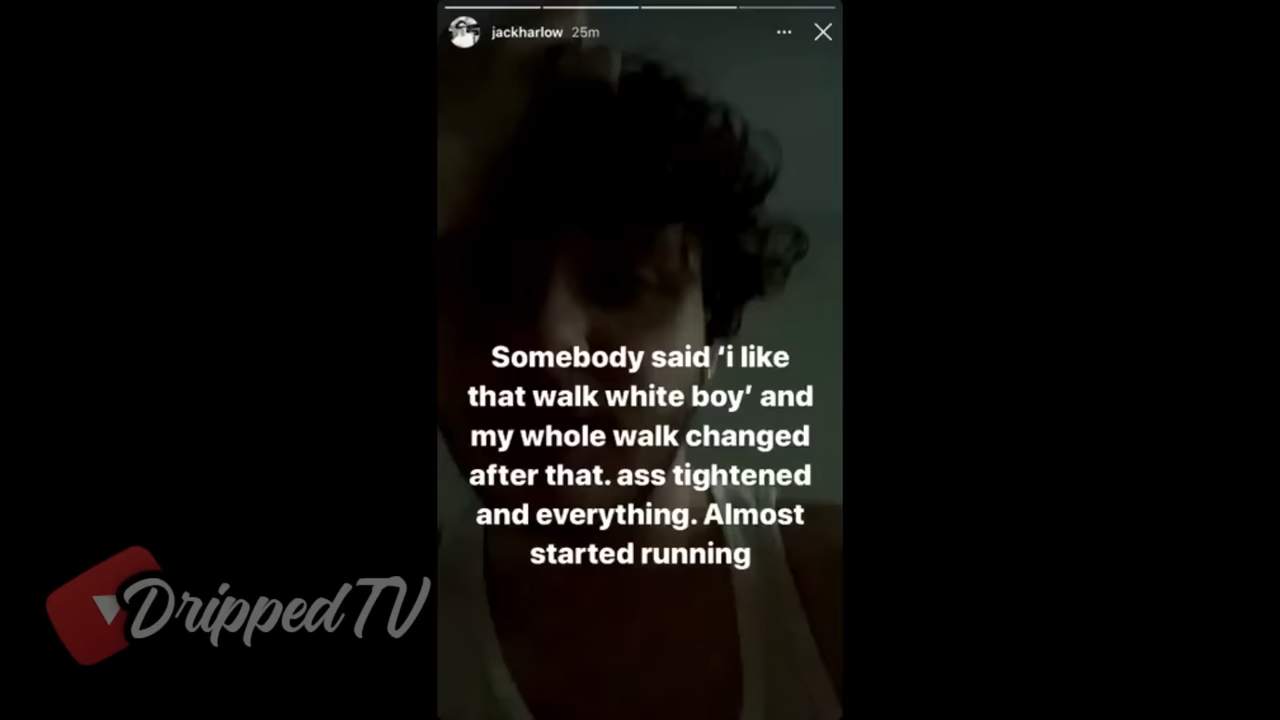 jackharlow 25m
Somebody said ‘i like
that walk white boy’ and
my whole walk changed
after that. ass tightened
and everything. Almost
started running
DrippedTV